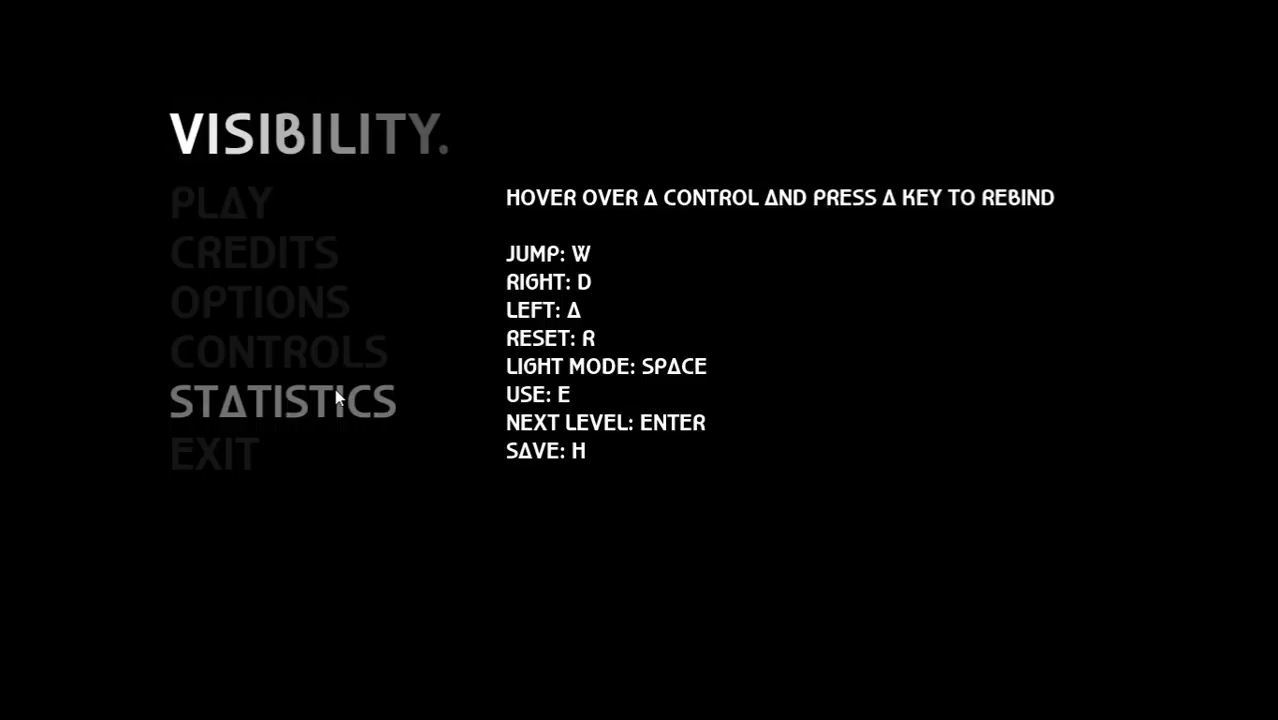 VISIBILITY.
PLAY
CREDITS
OPTIONS
CONTROLS
STATISTICS
EXIT
HOVER OVER A CONTROL AND PRESS A KEY TO REBIND
JUMP: W
RIGHT: D
LEFT: A
RESET: R
LIGHT MODE: SPACE
USE: E
NEXT LEVEL: ENTER
SAVE: H